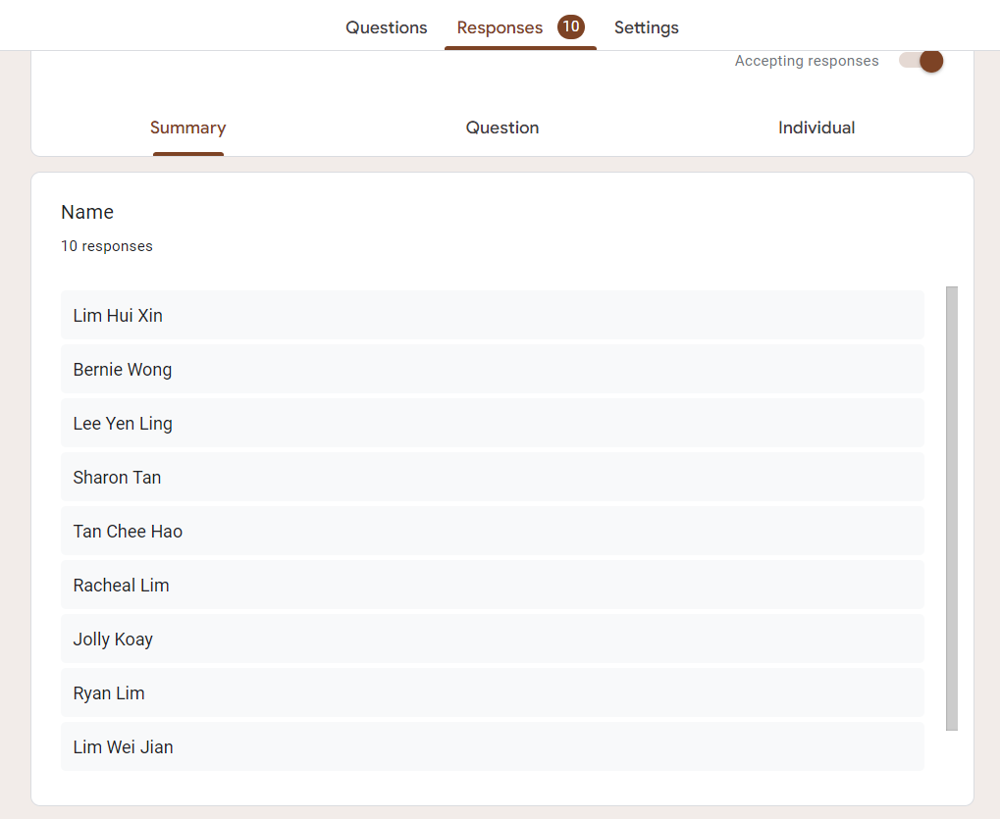 Questions Responses 10 Settings
Accepting responses
Summary Question Individual
Name
10 responses
Lim Hui Xin
Bernie Wong
Lee Yen Ling
Sharon Tan
Tan Chee Hao
Racheal Lim
Jolly Koay
Ryan Lim
Lim Wei Jian